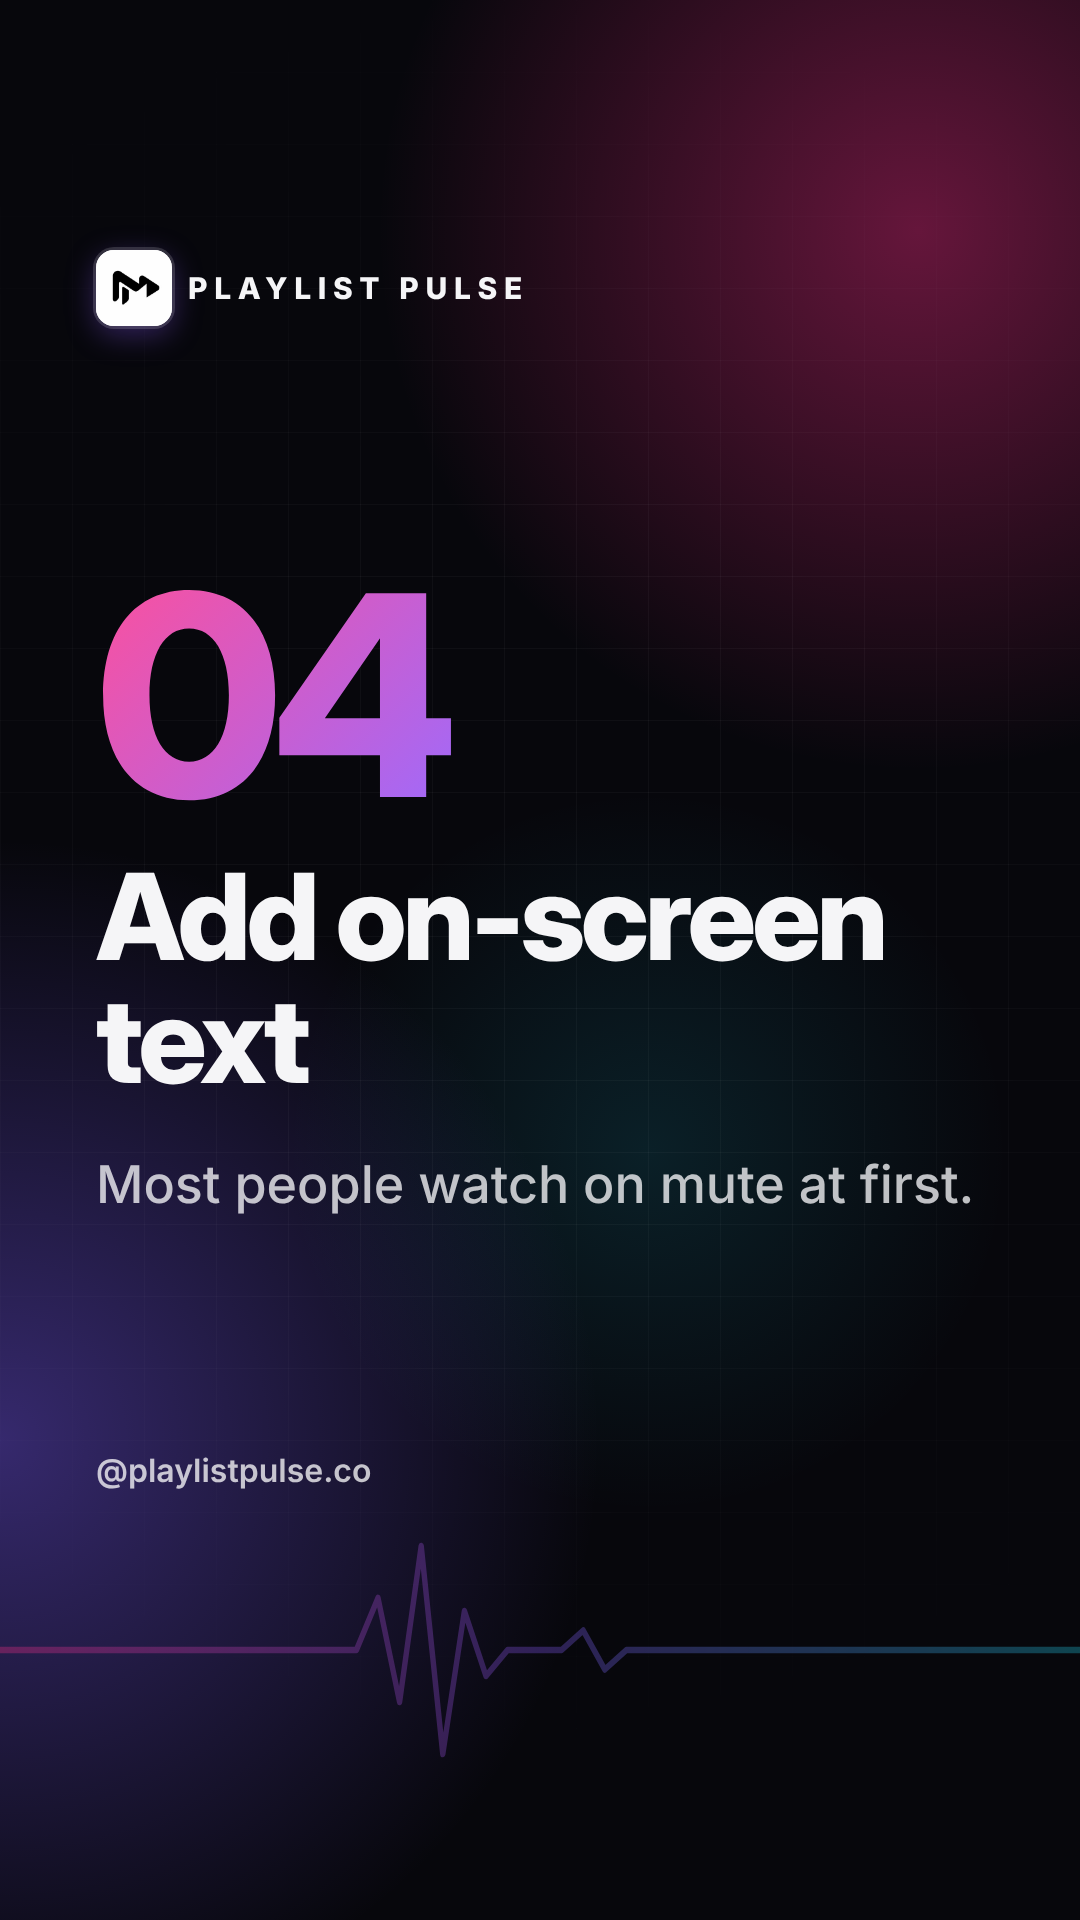 PLAYLIST PULSE
04
Add on-screen
text
Most people watch on mute at first.
@playlistpulse.co